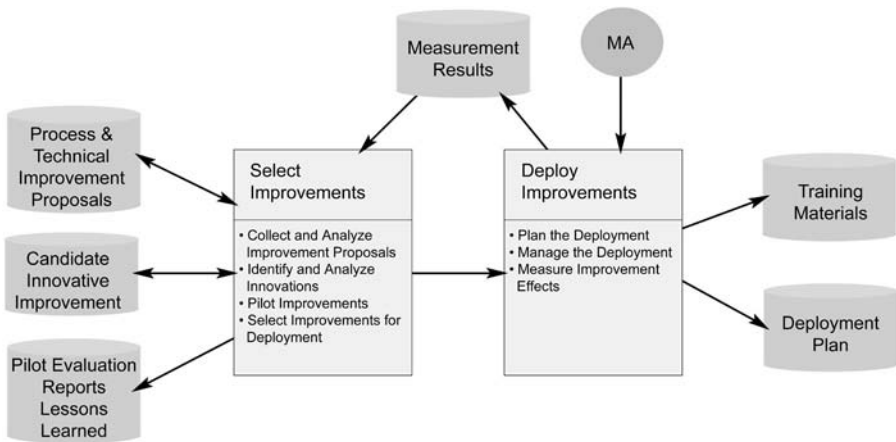 Measurement
Results
MA
Process &
Technical
Improvement
Proposals
Select
Improvements
Deploy
Improvements
Training
Materials
• Collect and Analyze
Improvement Proposals
• Identify and Analyze
Innovations
• Pilot Improvements
• Select Improvements for
Deployment
• Plan the Deployment
• Manage the Deployment
• Measure Improvement
Effects
Candidate
Innovative
Improvement
Deployment
Plan
Pilot Evaluation
Reports
Lessons
Learned